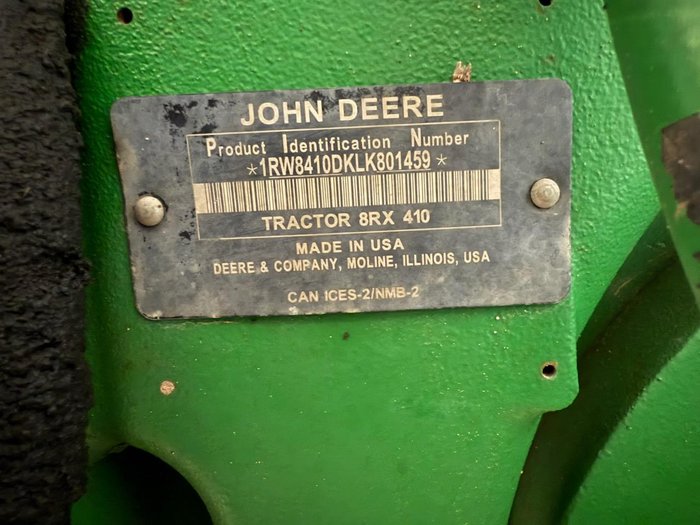 JOHN DEERE
Product Identification Number
*1RW8410DKLK801459*
TRACTOR 8RX 410
MADE IN USA
DEERE & COMPANY, MOLINE, ILLINOIS, USA
CAN ICES-2/NMB-2